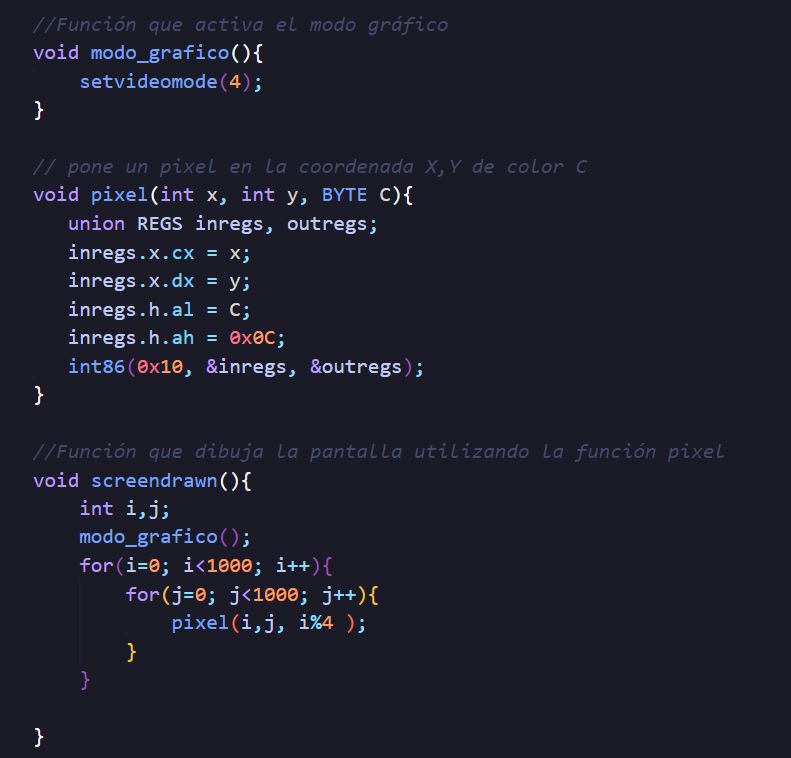 //Función que activa el modo gráfico
void modo_grafico(){
    setvideomode(4);
}
// pone un pixel en la coordenada X,Y de color C
void pixel(int x, int y, BYTE C){
   union REGS inregs, outregs;
   inregs.x.cx = x;
   inregs.x.dx = y;
   inregs.h.al = C;
   inregs.h.ah = 0x0C;
   int86(0x10, &inregs, &outregs);
}
//Función que dibuja la pantalla utilizando la función pixel
void screendrawn(){
    int i,j;
    modo_grafico();
    for(i=0; i<1000; i++){
        for(j=0; j<1000; j++){
            pixel(i,j, i%4 );
        }
    }
}